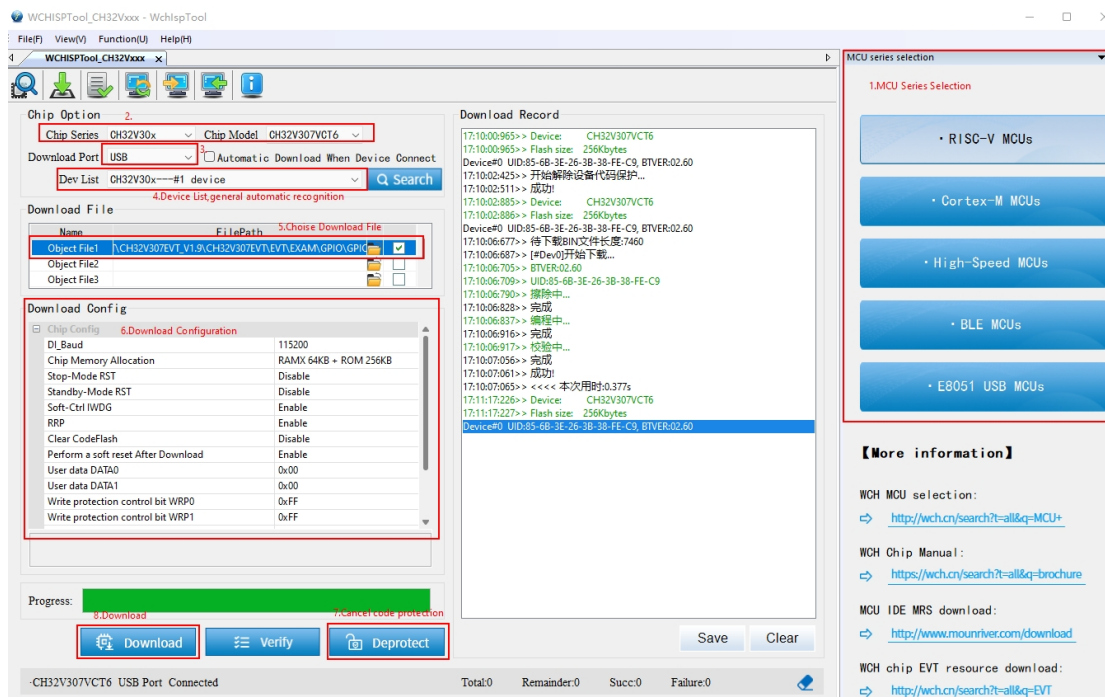 WCHISPTool_CH32Vxxx - WchIspTool
File(F) View(V) Function(U) Help(H)
WCHISPTool_CH32Vxxx x
Chip Option
2.
Chip Series CH32V30x Chip Model CH32V307VCT6
3.
Download Port USB Automatic Download When Device Connect
Dev List CH32V30x---#1 device Search
4.Device List,general automatic recognition
Download File
5.Choise Download File
Name FilePath
Object File1 \CH32V307EVT_V1.9\CH32V307EVT\EVT\EXAM\GPIO\GPIO
Object File2
Object File3
Download Config
Chip Config 6.Download Configuration
DI_Baud 115200
Chip Memory Allocation RAMX 64KB + ROM 256KB
Stop-Mode RST Disable
Standby-Mode RST Disable
Soft-Ctrl IWDG Enable
RRP Enable
Clear CodeFlash Disable
Perform a soft reset After Download Enable
User data DATA0 0x00
User data DATA1 0x00
Write protection control bit WRP0 0xFF
Write protection control bit WRP1 0xFF
Progress:
8.Download
7.Cancel code protection
Download Verify Deprotect
Download Record
17:10:00:965>> Device: CH32V307VCT6
17:10:00:965>> Flash size: 256Kbytes
Device#0 UID:85-6B-3E-26-3B-38-FE-C9, BTVER:02.60
17:10:02:425>> 开始解除设备代码保护...
17:10:02:511>> 成功!
17:10:02:885>> Device: CH32V307VCT6
17:10:02:886>> Flash size: 256Kbytes
Device#0 UID:85-6B-3E-26-3B-38-FE-C9, BTVER:02.60
17:10:06:677>> 待下载BIN文件长度:7460
17:10:06:687>> [#Dev0]开始下载...
17:10:06:705>> BTVER:02.60
17:10:06:709>> UID:85-6B-3E-26-3B-38-FE-C9
17:10:06:790>> 擦除中...
17:10:06:828>> 完成
17:10:06:837>> 编程中...
17:10:06:916>> 完成
17:10:06:917>> 校验中...
17:10:07:056>> 完成
17:10:07:061>> 成功!
17:10:07:065>> <<<< 本次用时:0.377s
17:11:17:226>> Device: CH32V307VCT6
17:11:17:227>> Flash size: 256Kbytes
Device#0 UID:85-6B-3E-26-3B-38-FE-C9, BTVER:02.60
Save Clear
MCU series selection
1.MCU Series Selection
· RISC-V MCUs
· Cortex-M MCUs
· High-Speed MCUs
· BLE MCUs
· E8051 USB MCUs
【More information】
WCH MCU selection:
⇨ http://wch.cn/search?t=all&q=MCU+
WCH Chip Manual:
⇨ https://wch.cn/search?t=all&q=brochure
MCU IDE MRS download:
⇨ http://www.mounriver.com/download
WCH chip EVT resource download:
⇨ http://wch.cn/search?t=all&q=EVT
·CH32V307VCT6 USB Port Connected Total:0 Remainder:0 Succ:0 Failure:0